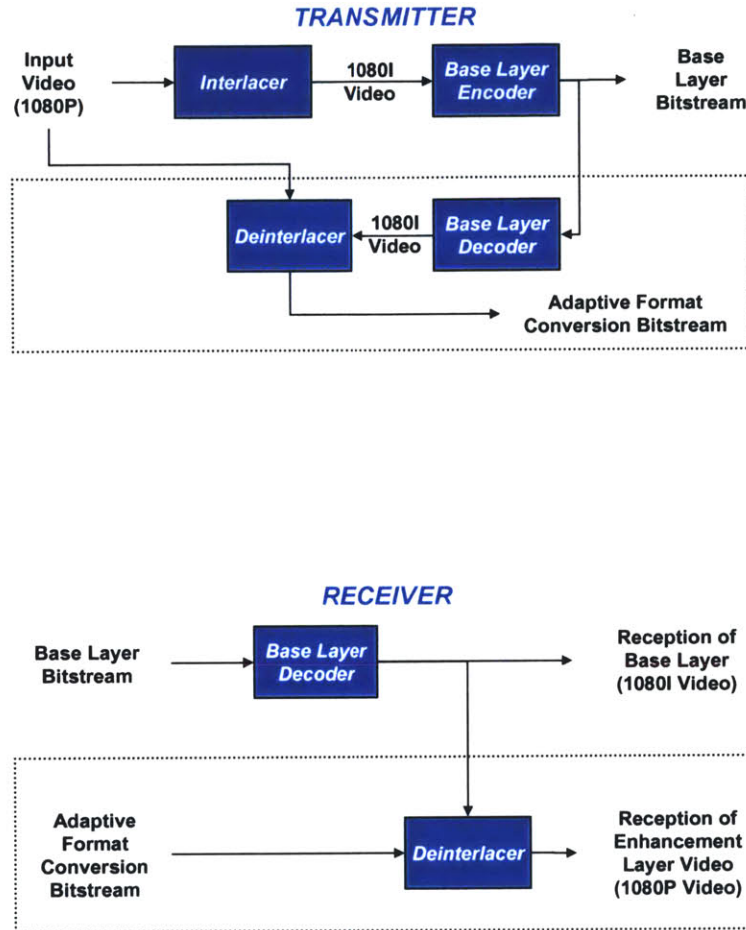 TRANSMITTER
Input
Video
(1080P)
Interlacer
1080I
Video
Base Layer
Encoder
Base
Layer
Bitstream
Deinterlacer
1080I
Video
Base Layer
Decoder
Adaptive Format
Conversion Bitstream
RECEIVER
Base Layer
Bitstream
Base Layer
Decoder
Reception of
Base Layer
(1080I Video)
Adaptive
Format
Conversion
Bitstream
Deinterlacer
Reception of
Enhancement
Layer Video
(1080P Video)